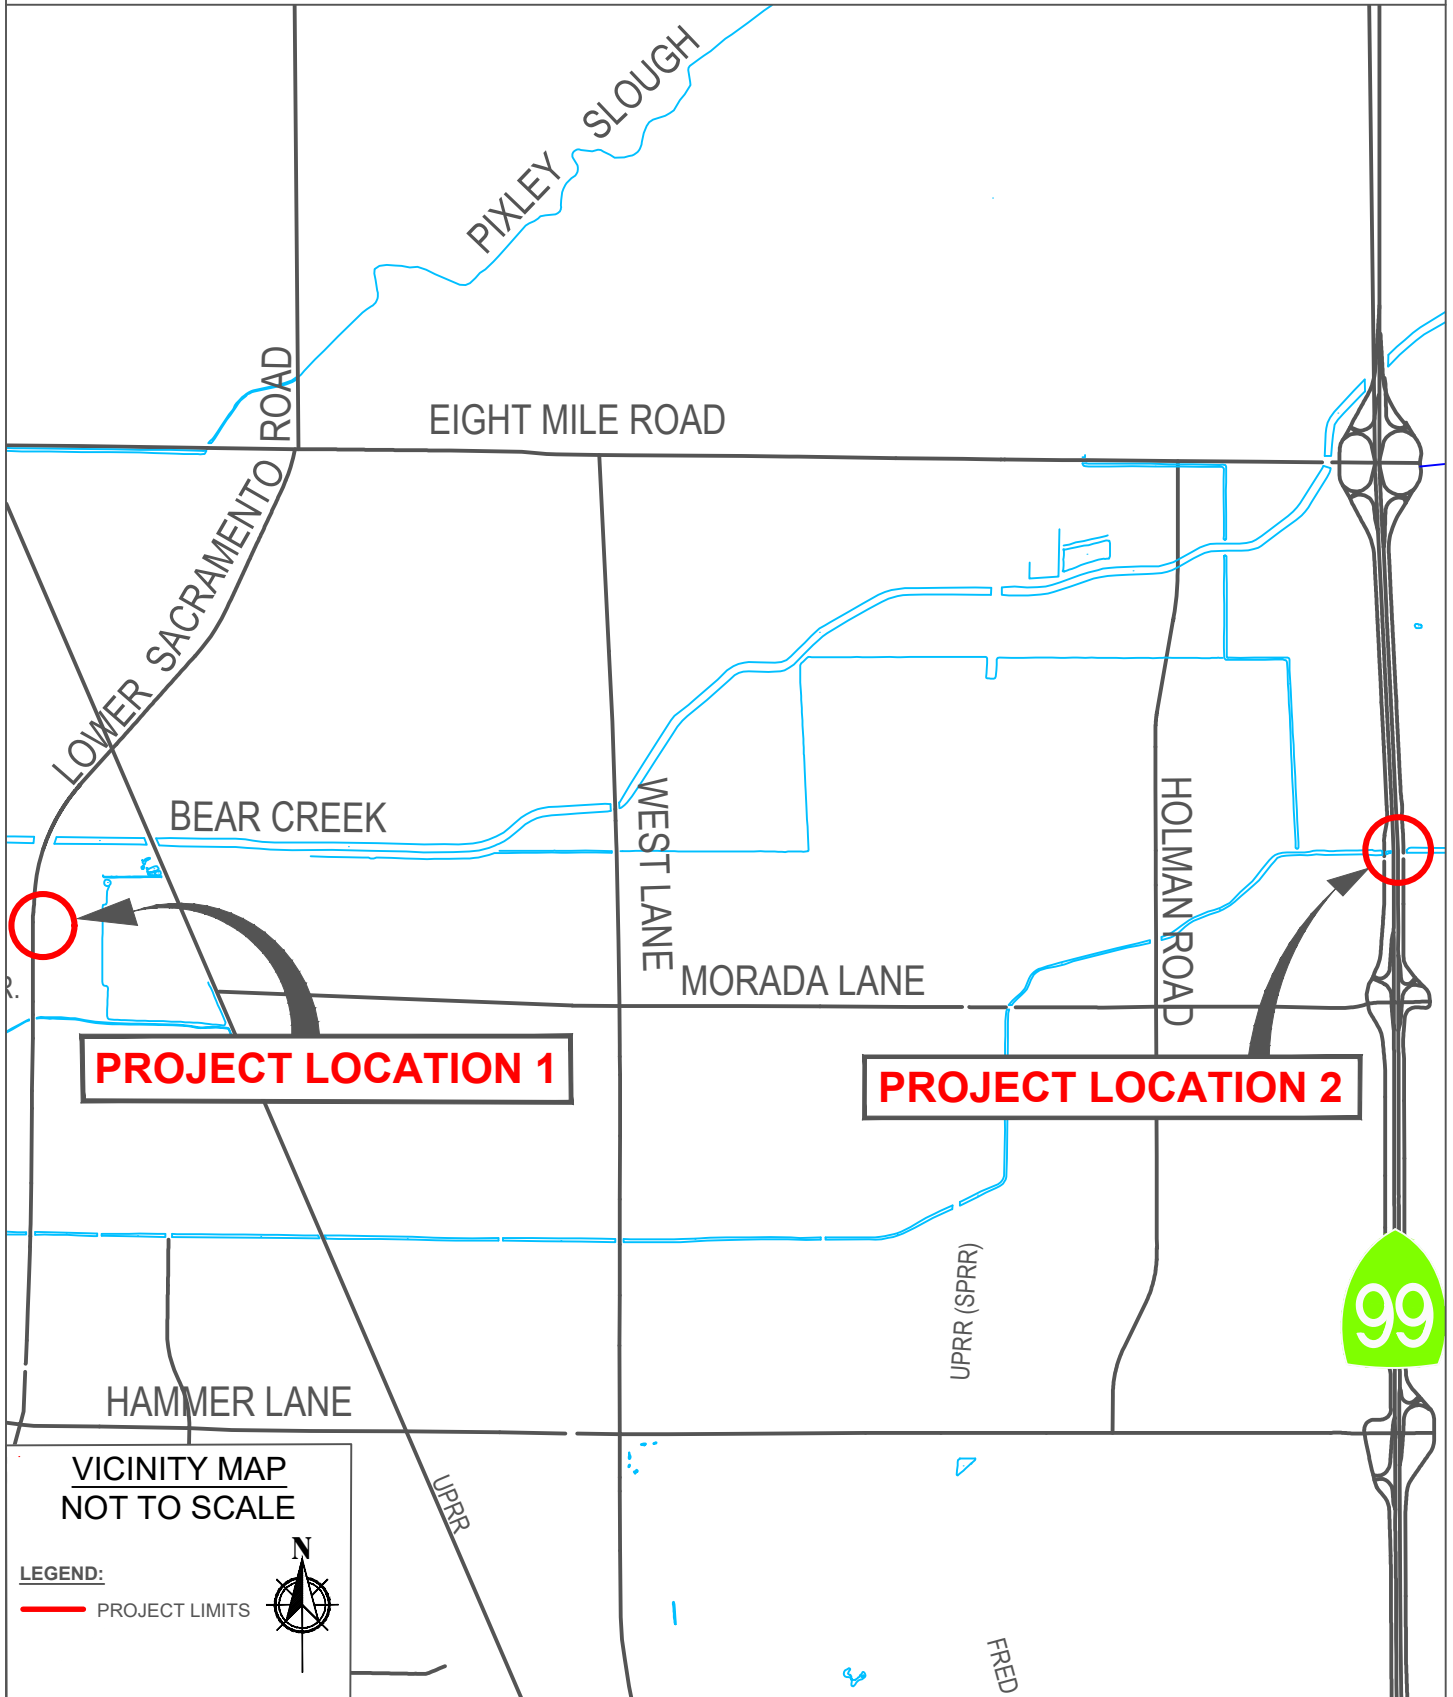 PIXLEY SLOUGH
EIGHT MILE ROAD
LOWER SACRAMENTO ROAD
BEAR CREEK
WEST LANE
HOLMAN ROAD
R.
MORADA LANE
PROJECT LOCATION 1
PROJECT LOCATION 2
UPRR (SPRR)
99
HAMMER LANE
UPRR
VICINITY MAP
NOT TO SCALE
N
LEGEND:
PROJECT LIMITS
FRED